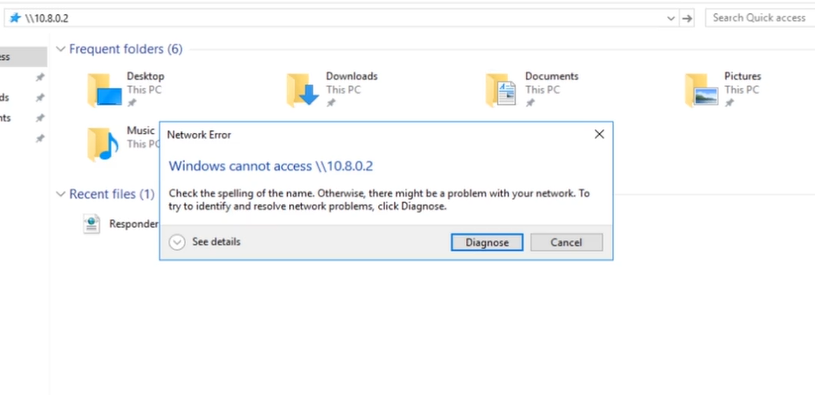 \\10.8.0.2
Search Quick access
Frequent folders (6)
Desktop
This PC
Downloads
This PC
Documents
This PC
Pictures
This PC
Music
This PC
Network Error
Windows cannot access \\10.8.0.2
Check the spelling of the name. Otherwise, there might be a problem with your network. To
try to identify and resolve network problems, click Diagnose.
See details
Diagnose
Cancel
Recent files (1)
Responder